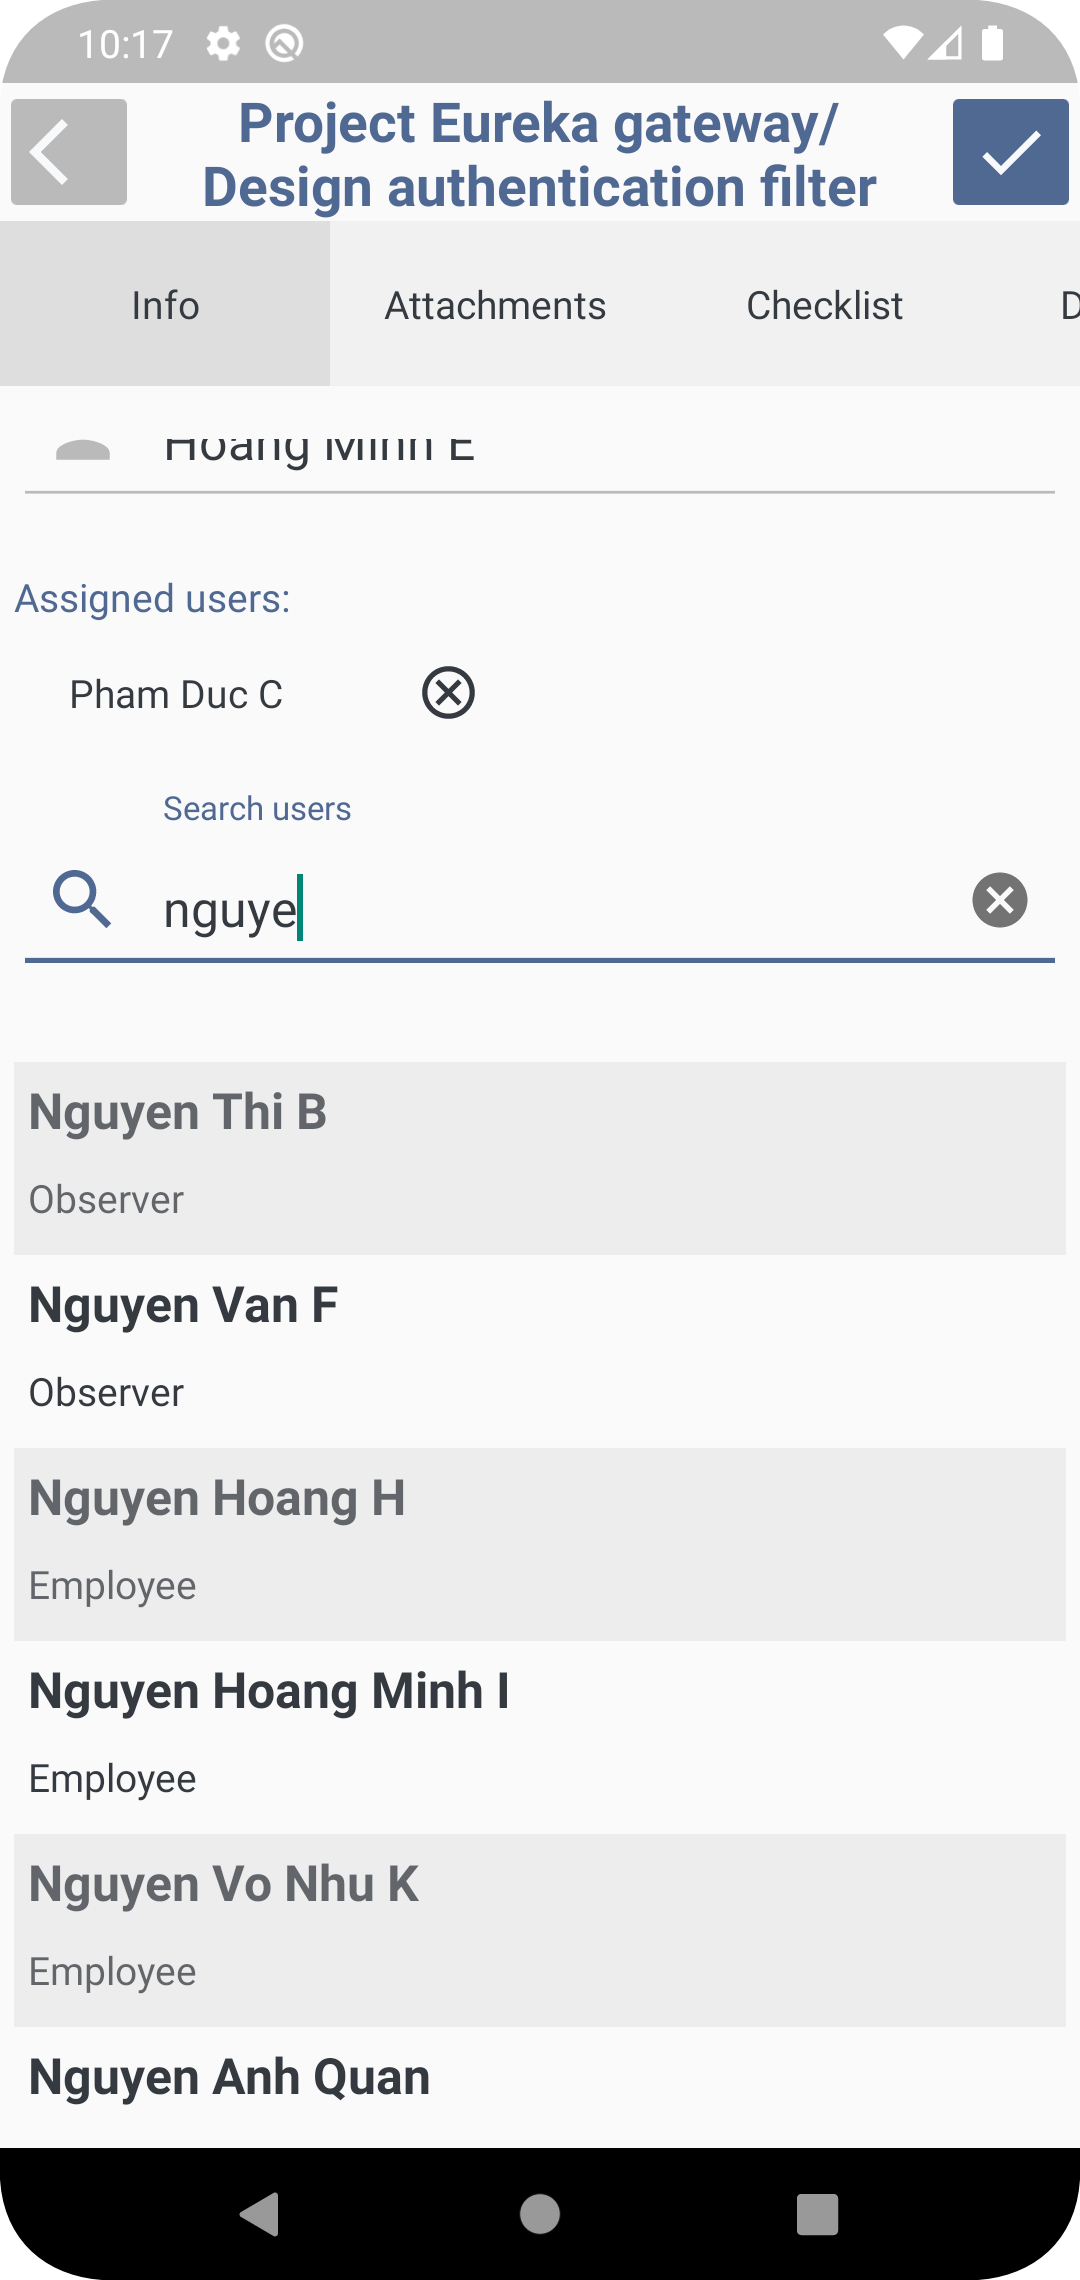 10:17
Project Eureka gateway/
Design authentication filter
Info Attachments Checklist D
Hoang Minh E
Assigned users:
Pham Duc C
Search users
nguye
Nguyen Thi B
Observer
Nguyen Van F
Observer
Nguyen Hoang H
Employee
Nguyen Hoang Minh I
Employee
Nguyen Vo Nhu K
Employee
Nguyen Anh Quan